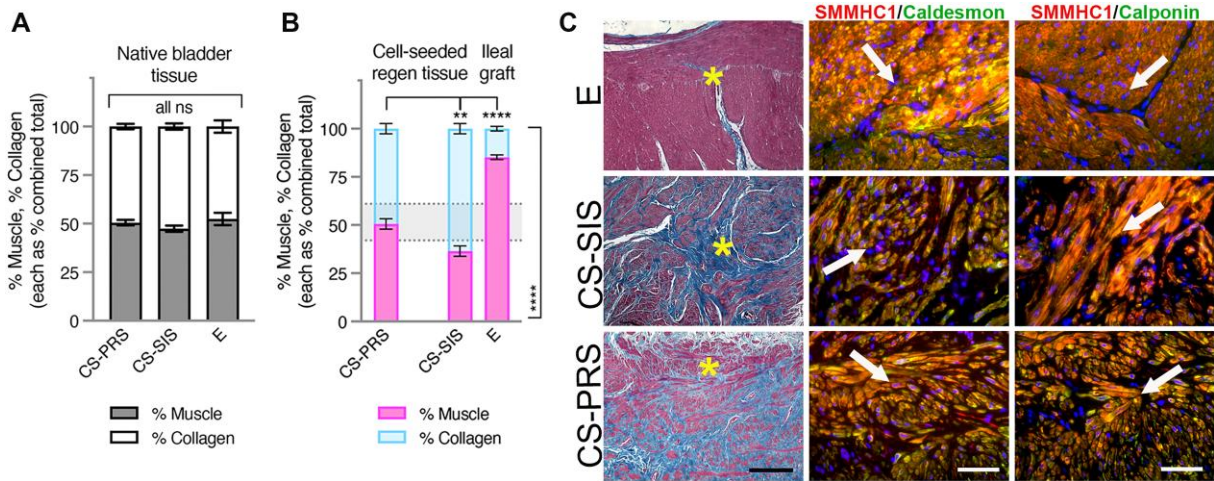 A
Native bladder
tissue
all ns
% Muscle, % Collagen
(each as % combined total)
100
75
50
25
0
CS-PRS
CS-SIS
E
% Muscle
% Collagen
B
Cell-seeded
regen tissue
Ileal
graft
**
****
****
% Muscle, % Collagen
(each as % combined total)
100
75
50
25
0
CS-PRS
CS-SIS
E
% Muscle
% Collagen
C
SMMHC1/Caldesmon
SMMHC1/Calponin
E
*
CS-SIS
*
CS-PRS
*